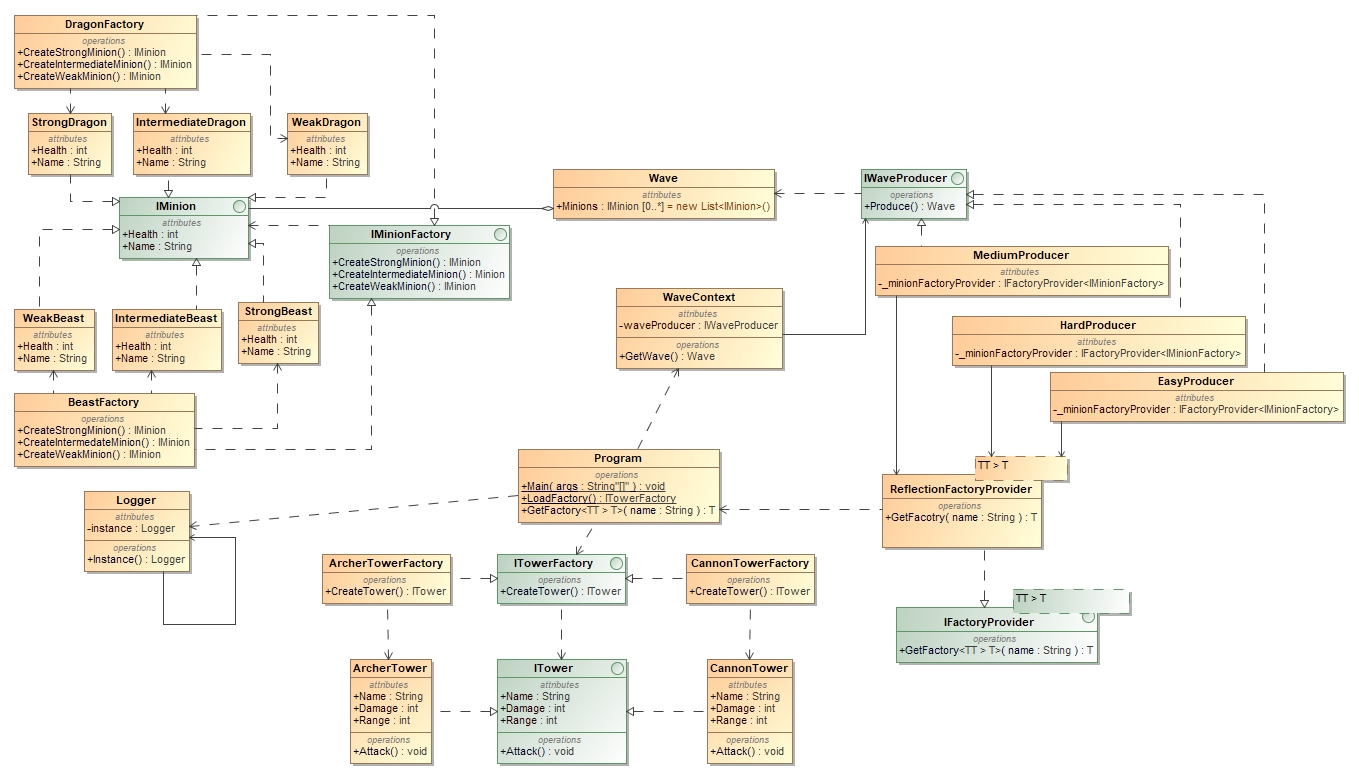 DragonFactory
operations
+CreateStrongMinion() : IMinion
+CreateIntermediateMinion() : IMinion
+CreateWeakMinion() : IMinion
StrongDragon
attributes
+Health : int
+Name : String
IntermediateDragon
attributes
+Health : int
+Name : String
WeakDragon
attributes
+Health : int
+Name : String
IMinion
attributes
+Health : int
+Name : String
IMinionFactory
operations
+CreateStrongMinion() : IMinion
+CreateIntermediateMinion() : Minion
+CreateWeakMinion() : IMinion
Wave
attributes
+Minions : IMinion [0..*] = new List<IMinion>()
IWaveProducer
operations
+Produce() : Wave
MediumProducer
attributes
-_minionFactoryProvider : IFactoryProvider<IMinionFactory>
HardProducer
attributes
-_minionFactoryProvider : IFactoryProvider<IMinionFactory>
EasyProducer
attributes
-_minionFactoryProvider : IFactoryProvider<IMinionFactory>
WaveContext
attributes
-waveProducer : IWaveProducer
operations
+GetWave() : Wave
WeakBeast
attributes
+Health : int
+Name : String
IntermediateBeast
attributes
+Health : int
+Name : String
StrongBeast
attributes
+Health : int
+Name : String
BeastFactory
operations
+CreateStrongMinion() : IMinion
+CreateIntermedateMinion() : IMinion
+CreateWeakMinion() : IMinion
Logger
attributes
-instance : Logger
operations
+Instance() : Logger
Program
operations
+Main( args : String"[]" ) : void
+LoadFactory() : ITowerFactory
+GetFactory<TT > T>( name : String ) : T
TT > T
ReflectionFactoryProvider
operations
+GetFacotry( name : String ) : T
TT > T
IFactoryProvider
operations
+GetFactory<TT > T>( name : String ) : T
ArcherTowerFactory
operations
+CreateTower() : ITower
ITowerFactory
operations
+CreateTower() : ITower
CannonTowerFactory
operations
+CreateTower() : ITower
ArcherTower
attributes
+Name : String
+Damage : int
+Range : int
operations
+Attack() : void
ITower
attributes
+Name : String
+Damage : int
+Range : int
operations
+Attack() : void
CannonTower
attributes
+Name : String
+Damage : int
+Range : int
operations
+Attack() : void